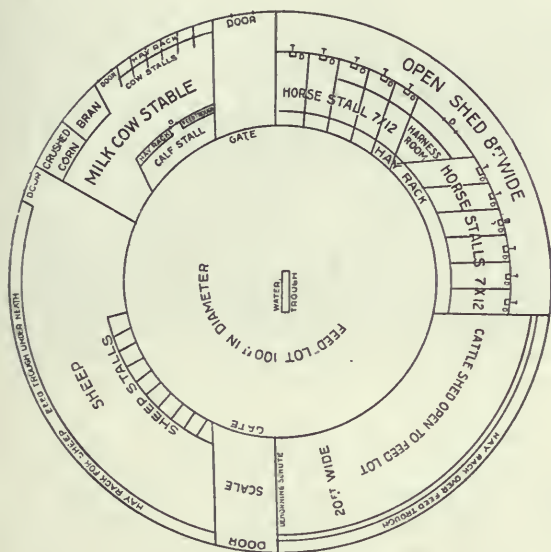 DOOR
OPEN SHED 8FT WIDE
HORSE STALL 7X12
HARNESS
ROOM
HORSE STALLS 7X12
HAY RACK
GATE
DOOR
HAY RACK
COW STALLS
MILK COW STABLE
BRAN
CRUSHED
CORN
DOOR
HAY RACK
CALF STALL
WATER
TROUGH
FEED LOT 100 FT IN DIAMETER
SHEEP STALLS
SHEEP
FEED TROUGH UNDER NEATH
HAY RACK FOR SHEEP
GATE
SCALE
DOOR
DEHORNING SCHUTE
20 FT. WIDE
CATTLE SHED OPEN TO FEED LOT
HAY RACK OVER FEED TROUGH